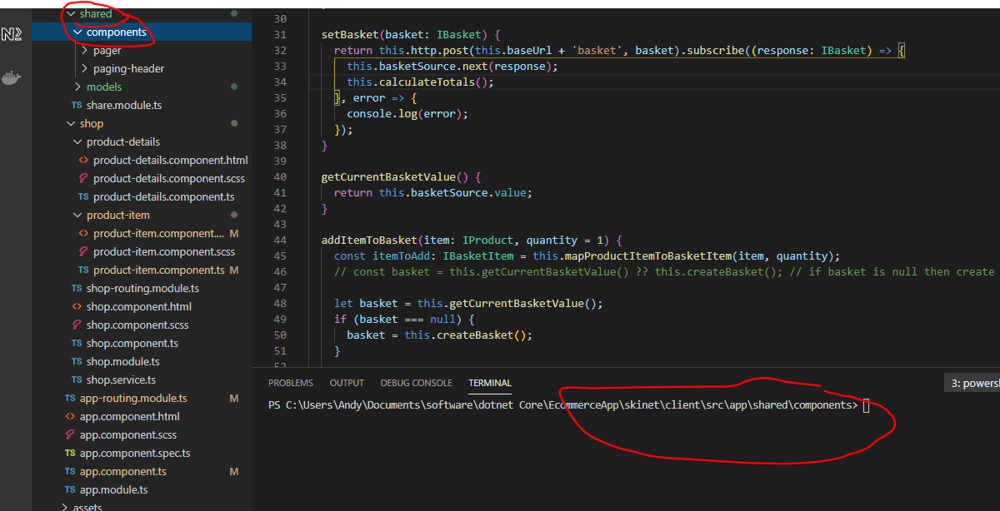 shared
components
pager
paging-header
models
TS share.module.ts
shop
product-details
<> product-details.component.html
product-details.component.scss
TS product-details.component.ts
product-item
<> product-item.component.... M
product-item.component.scss
TS product-item.component.ts M
TS shop-routing.module.ts
<> shop.component.html
shop.component.scss
TS shop.component.ts
TS shop.module.ts
TS shop.service.ts
TS app-routing.module.ts M
<> app.component.html
app.component.scss
TS app.component.spec.ts
TS app.component.ts M
TS app.module.ts
assets
30
31 setBasket(basket: IBasket) {
32 return this.http.post(this.baseUrl + 'basket', basket).subscribe((response: IBasket) => {
33 this.basketSource.next(response);
34 this.calculateTotals();
35 }, error => {
36 console.log(error);
37 });
38 }
39
40 getCurrentBasketValue() {
41 return this.basketSource.value;
42 }
43
44 addItemToBasket(item: IProduct, quantity = 1) {
45 const itemToAdd: IBasketItem = this.mapProductItemToBasketItem(item, quantity);
46 // const basket = this.getCurrentBasketValue() ?? this.createBasket(); // if basket is null then create
47
48 let basket = this.getCurrentBasketValue();
49 if (basket === null) {
50 basket = this.createBasket();
51 }
52
PROBLEMS OUTPUT DEBUG CONSOLE TERMINAL 3: powersh
PS C:\Users\Andy\Documents\software\dotnet Core\EcommerceApp\skinet\client\src\app\shared\components>